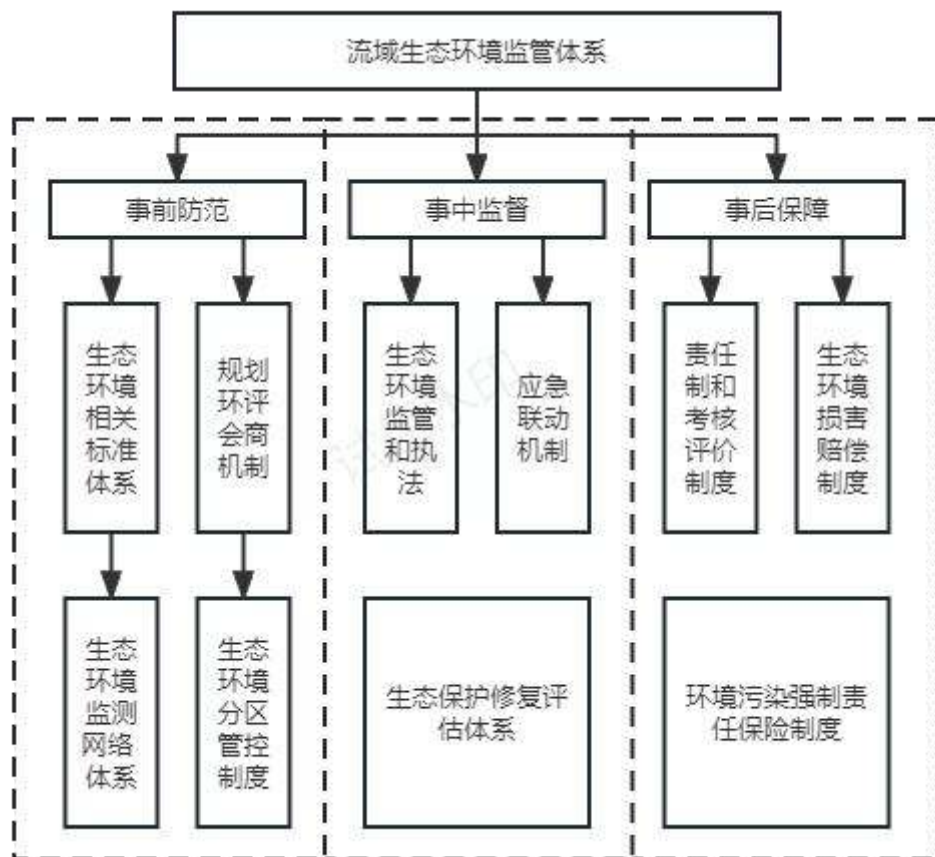 流域生态环境监管体系
事前防范
事中监督
事后保障
生态
环境
相关
标准
体系
规划
环评
会商
机制
生态
环境
监管
和执
法
应急
联动
机制
责任
制和
考核
评价
制度
生态
环境
损害
赔偿
制度
生态
环境
监测
网络
体系
生态
环境
分区
管控
制度
生态保护修复评
估体系
环境污染强制责
任保险制度